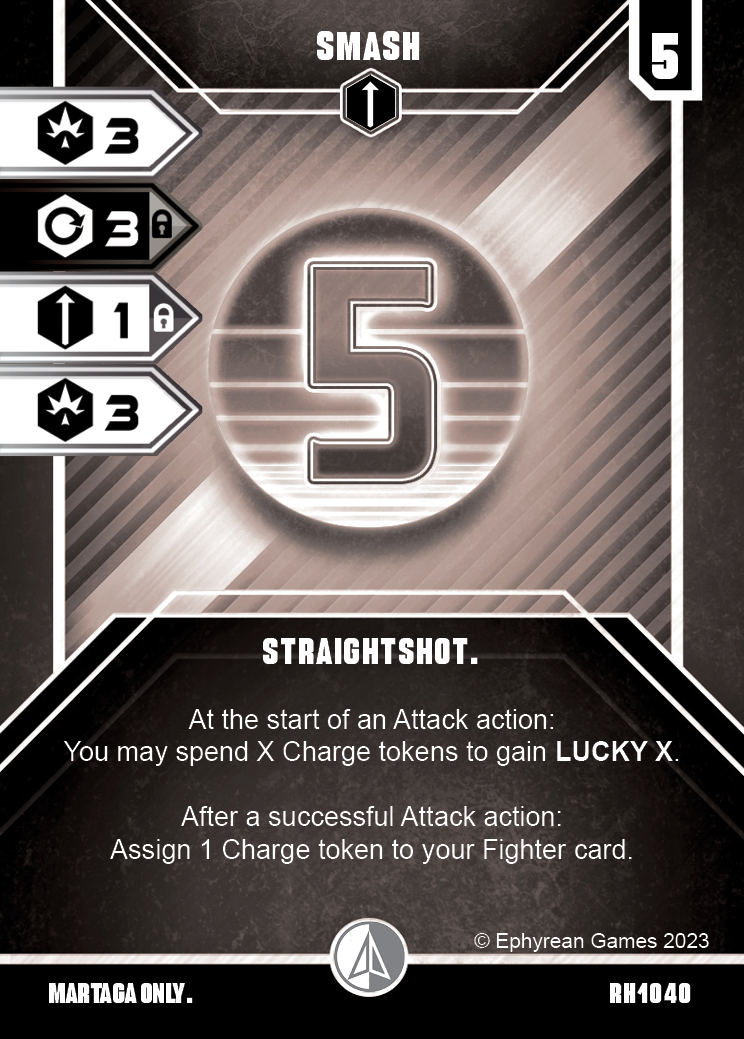 SMASH
5
3
3
1
3
5
STRAIGHTSHOT.
At the start of an Attack action:
You may spend X Charge tokens to gain LUCKY X.
After a successful Attack action:
Assign 1 Charge token to your Fighter card.
© Ephyrean Games 2023
MARTAGA ONLY.
RH1040